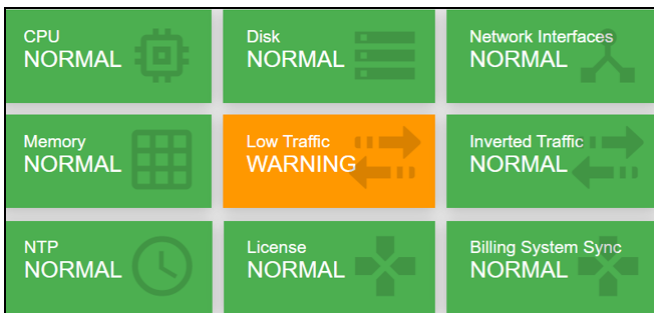 CPU
NORMAL
Disk
NORMAL
Network Interfaces
NORMAL
Memory
NORMAL
Low Traffic
WARNING
Inverted Traffic
NORMAL
NTP
NORMAL
License
NORMAL
Billing System Sync
NORMAL